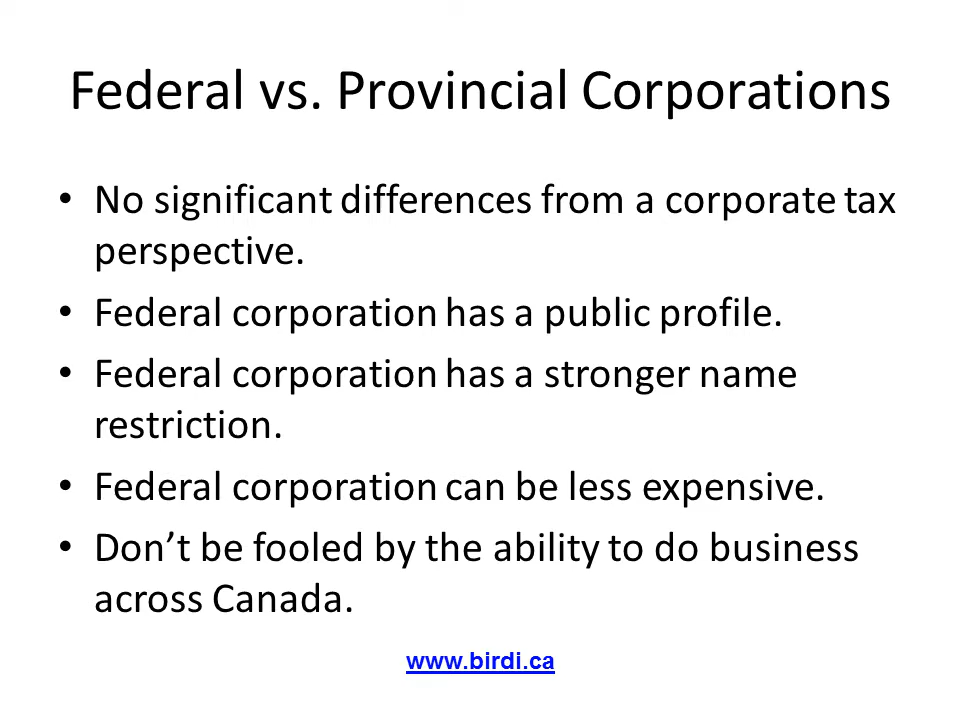 Federal vs. Provincial Corporations
• No significant differences from a corporate tax
perspective.
• Federal corporation has a public profile.
• Federal corporation has a stronger name
restriction.
• Federal corporation can be less expensive.
• Don’t be fooled by the ability to do business
across Canada.
www.birdi.ca